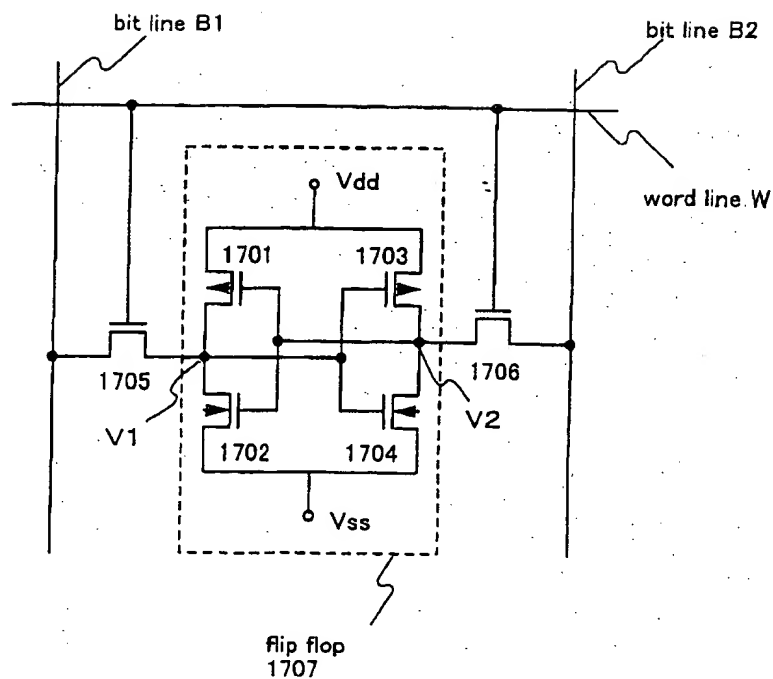 bit line B1
bit line B2
word line W
Vdd
1701
1703
1705
1706
V1
V2
1702
1704
Vss
flip flop
1707